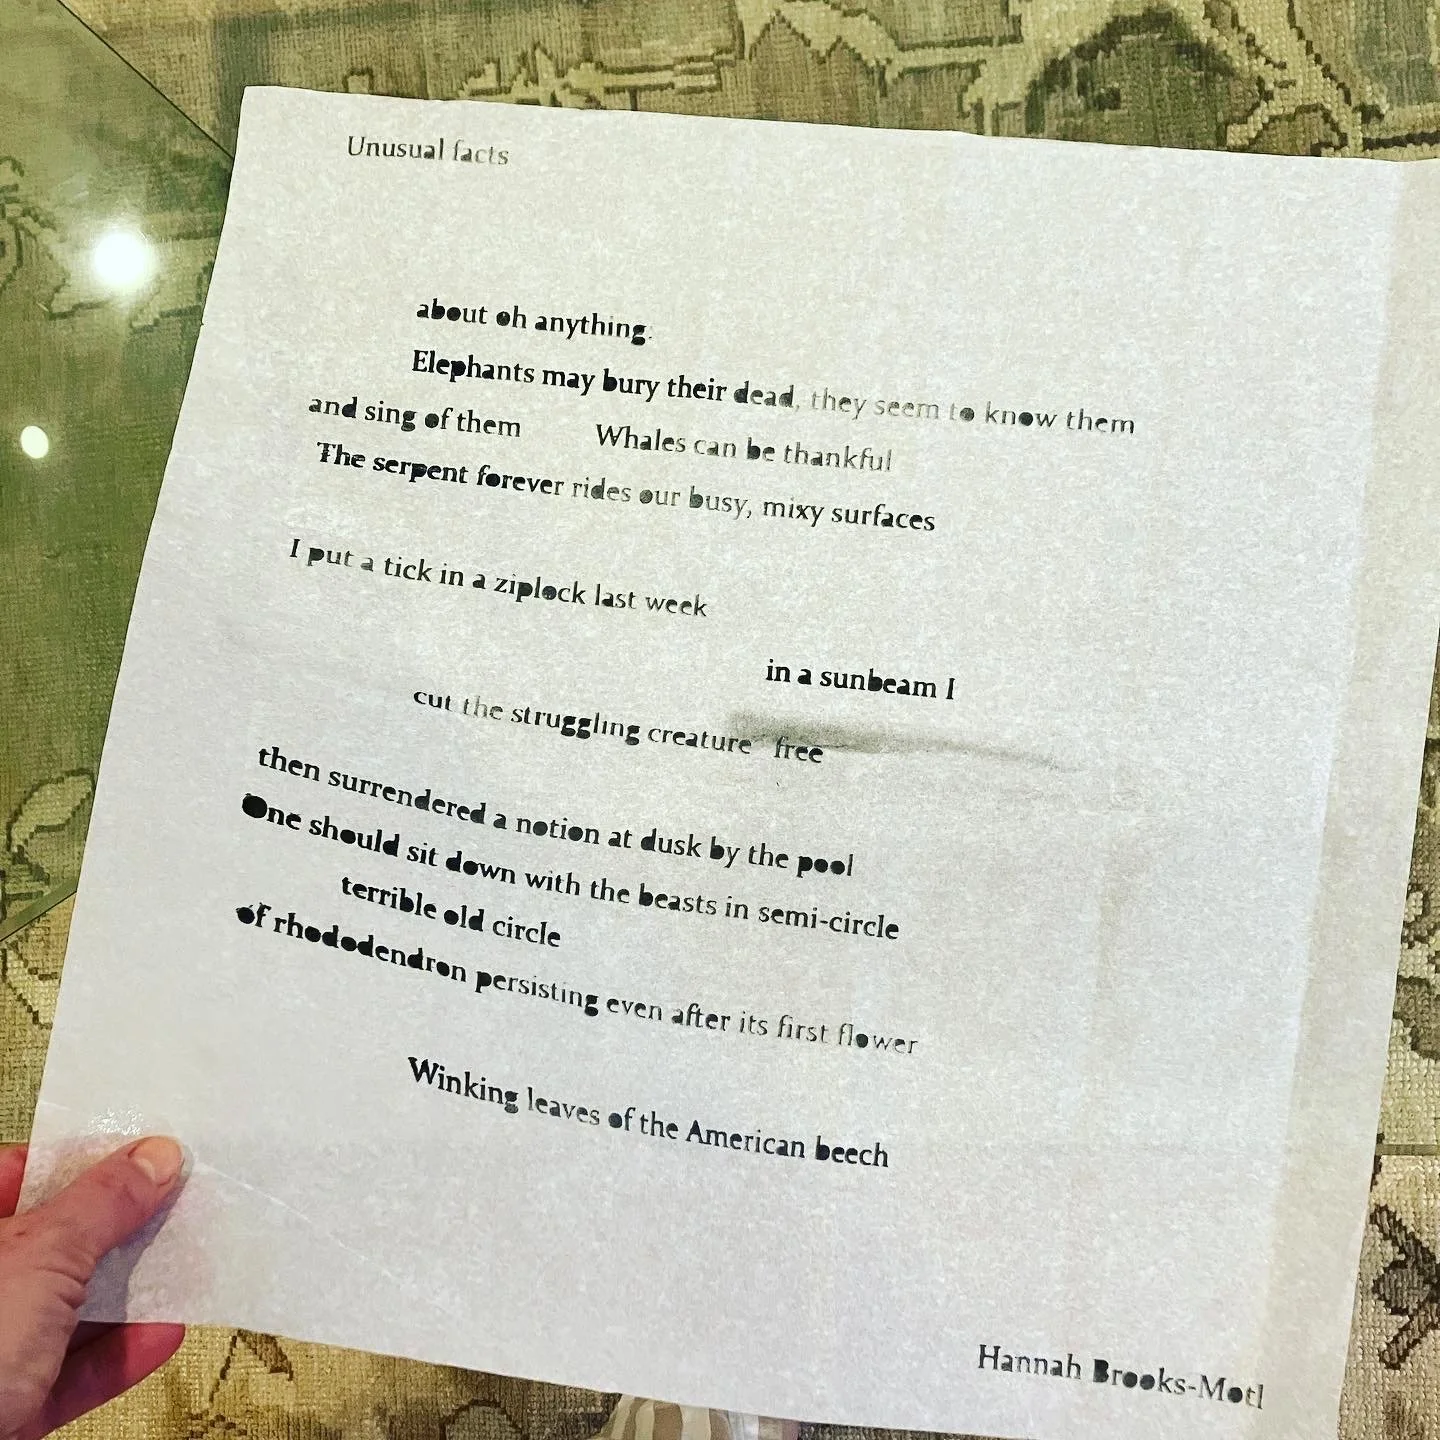 Unusual facts
about oh anything.
Elephants may bury their dead, they seem to know them
and sing of them Whales can be thankful
The serpent forever rides our busy, mixy surfaces
I put a tick in a ziplock last week
in a sunbeam I
cut the struggling creature free
then surrendered a notion at dusk by the pool
One should sit down with the beasts in semi-circle
terrible old circle
of rhododendron persisting even after its first flower
Winking leaves of the American beech
Hannah Brooks-Motl